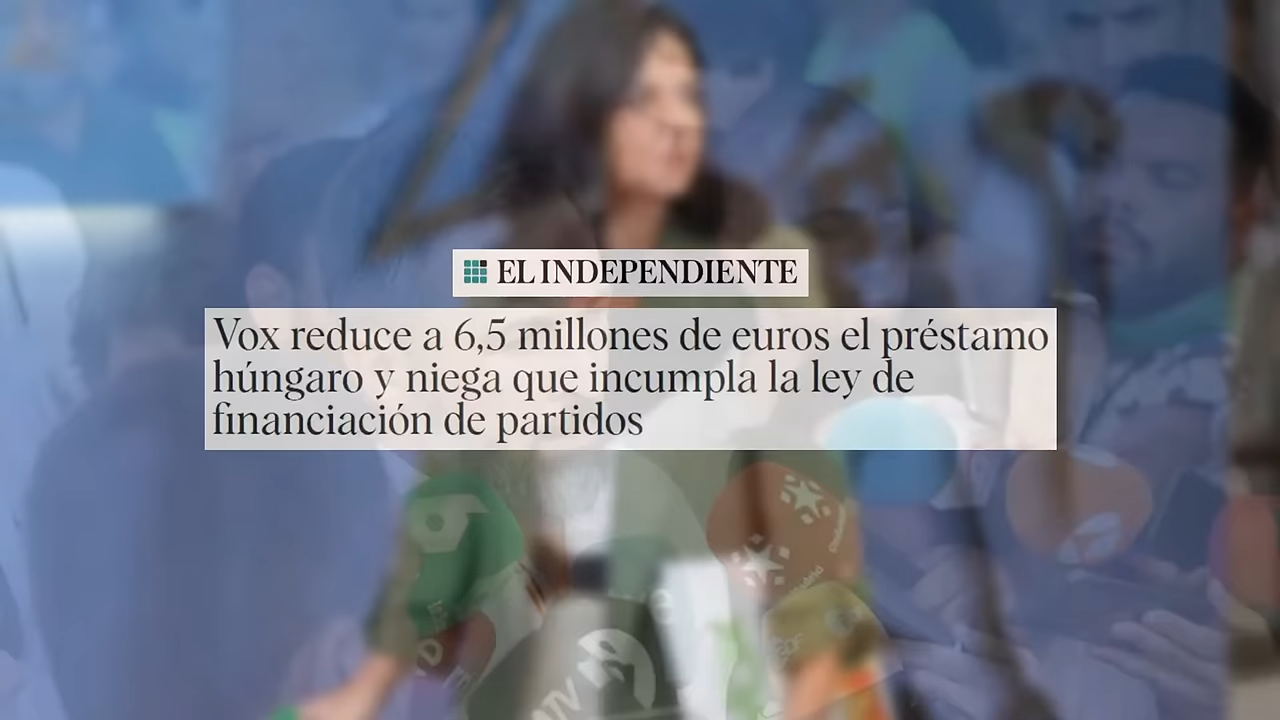 EL INDEPENDIENTE
Vox reduce a 6,5 millones de euros el préstamo
húngaro y niega que incumpla la ley de
financiación de partidos